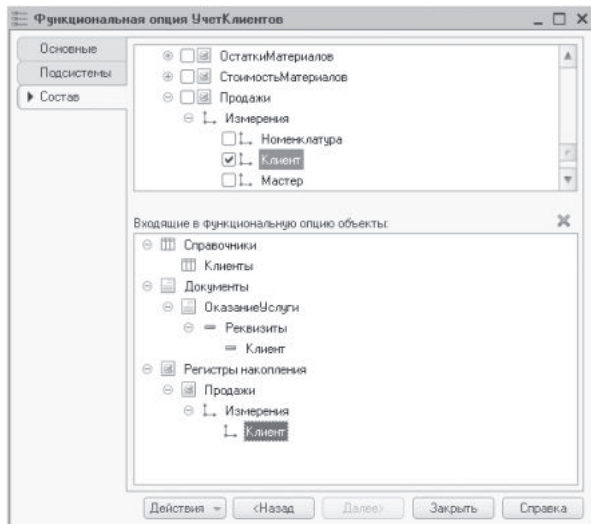 Функциональная опция УчетКлиентов
Основные
Подсистемы
Состав
ОстаткиМатериалов
СтоимостьМатериалов
Продажи
Измерения
Номенклатура
Клиент
Мастер
Входящие в функциональную опцию объекты:
Справочники
Клиенты
Документы
ОказаниеУслуги
Реквизиты
Клиент
Регистры накопления
Продажи
Измерения
Клиент
Действия <Назад Далее> Закрыть Справка